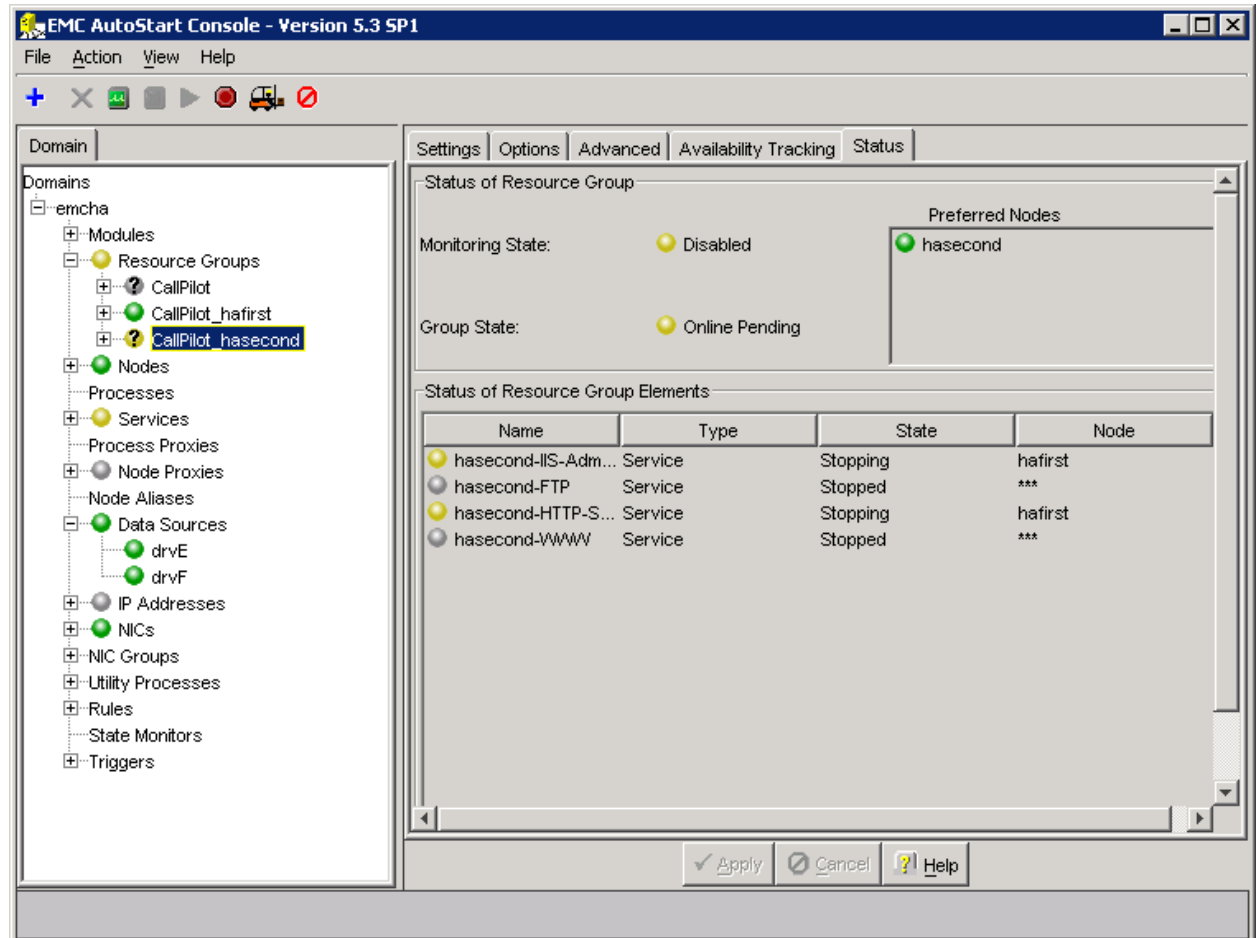 EMC AutoStart Console - Version 5.3 SP1
File Action View Help
Domain
Domains
emcha
Modules
Resource Groups
CallPilot
CallPilot_hafirst
CallPilot_hasecond
Nodes
Processes
Services
Process Proxies
Node Proxies
Node Aliases
Data Sources
drvE
drvF
IP Addresses
NICs
NIC Groups
Utility Processes
Rules
State Monitors
Triggers
Settings Options Advanced Availability Tracking Status
Status of Resource Group
Preferred Nodes
Monitoring State: Disabled hasecond
Group State: Online Pending
Status of Resource Group Elements
Name Type State Node
hasecond-IIS-Adm... Service Stopping hafirst
hasecond-FTP Service Stopped ***
hasecond-HTTP-S... Service Stopping hafirst
hasecond-WWW Service Stopped ***
Apply Cancel Help